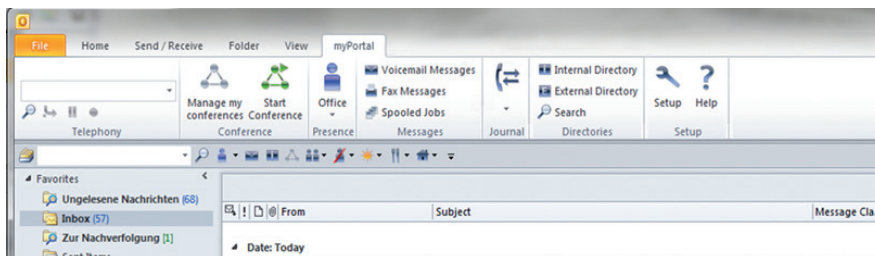 File Home Send / Receive Folder View myPortal
Voicemail Messages
Internal Directory
Fax Messages
External Directory
Manage my conferences
Start Conference
Office
Setup
Help
Spooled Jobs
Search
Telephony Conference Presence Messages Journal Directories Setup
Favorites
Ungelesene Nachrichten (68)
Inbox (57)
From Subject Message Cla
Zur Nachverfolgung [1]
Date: Today
Sent Items